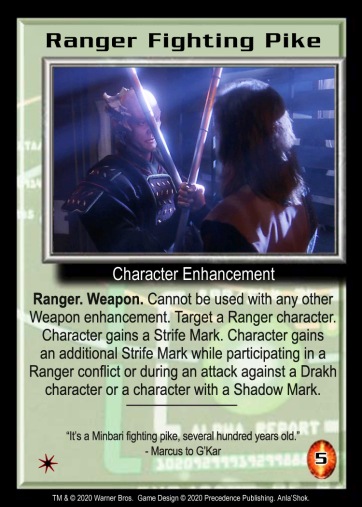 Ranger Fighting Pike
Character Enhancement
Ranger. Weapon. Cannot be used with any other
Weapon enhancement. Target a Ranger character.
Character gains a Strife Mark. Character gains
an additional Strife Mark while participating in a
Ranger conflict or during an attack against a Drakh
character or a character with a Shadow Mark.
"It's a Minbari fighting pike, several hundred years old."
- Marcus to G'Kar
5
TM & © 2020 Warner Bros. Game Design © 2020 Precedence Publishing. Anla'Shok.